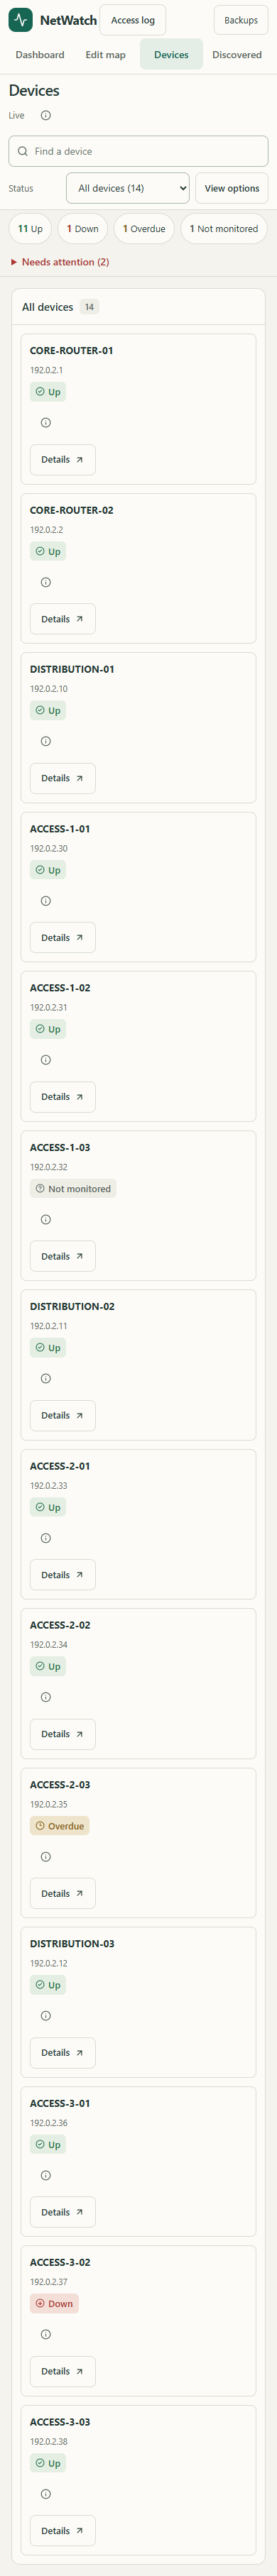 NetWatch
Access log
Backups
Dashboard
Edit map
Devices
Discovered
Devices
Live
Find a device
Status
All devices (14)
View options
11 Up
1 Down
1 Overdue
1 Not monitored
Needs attention (2)
All devices 14
CORE-ROUTER-01
192.0.2.1
Up
Details
CORE-ROUTER-02
192.0.2.2
Up
Details
DISTRIBUTION-01
192.0.2.10
Up
Details
ACCESS-1-01
192.0.2.30
Up
Details
ACCESS-1-02
192.0.2.31
Up
Details
ACCESS-1-03
192.0.2.32
Not monitored
Details
DISTRIBUTION-02
192.0.2.11
Up
Details
ACCESS-2-01
192.0.2.33
Up
Details
ACCESS-2-02
192.0.2.34
Up
Details
ACCESS-2-03
192.0.2.35
Overdue
Details
DISTRIBUTION-03
192.0.2.12
Up
Details
ACCESS-3-01
192.0.2.36
Up
Details
ACCESS-3-02
192.0.2.37
Down
Details
ACCESS-3-03
192.0.2.38
Up
Details